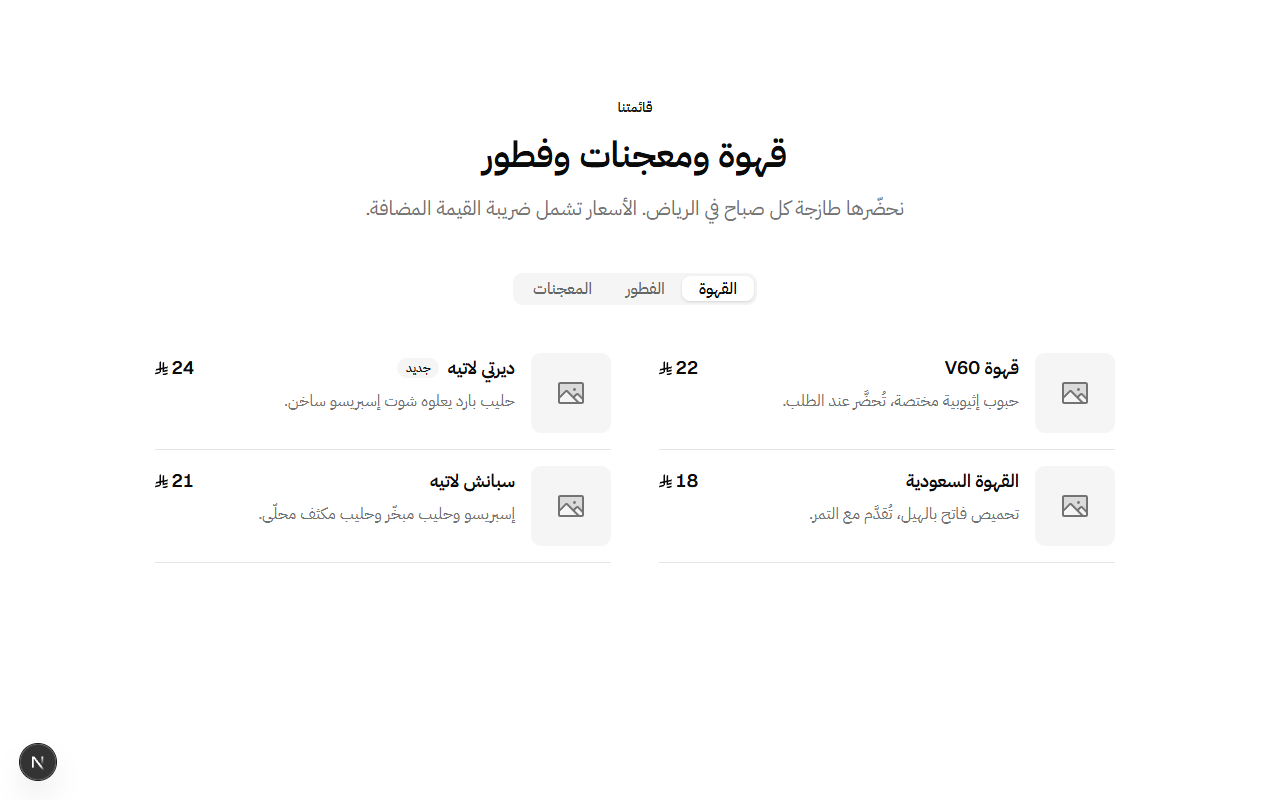 قائمتنا
قهوة ومعجنات وفطور
نحضّرها طازجة كل صباح في الرياض. الأسعار تشمل ضريبة القيمة المضافة.
القهوة الفطور المعجنات
قهوة V60 22 ⃁
حبوب إثيوبية مختصة، تُحضَّر عند الطلب.
ديرتي لاتيه جديد 24 ⃁
حليب بارد يعلوه شوت إسبريسو ساخن.
القهوة السعودية 18 ⃁
تحميص فاتح بالهيل، تُقدَّم مع التمر.
سبانش لاتيه 21 ⃁
إسبريسو وحليب مبخّر وحليب مكثف محلّى.
N